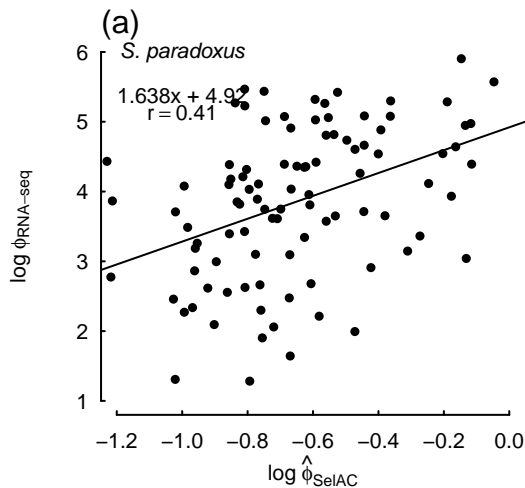 (a)
S. paradoxus
1.638x + 4.92
r = 0.41
log ϕRNA−seq
6
5
4
3
2
1
−1.2 −1.0 −0.8 −0.6 −0.4 −0.2 0.0
log ϕ̂SelAC